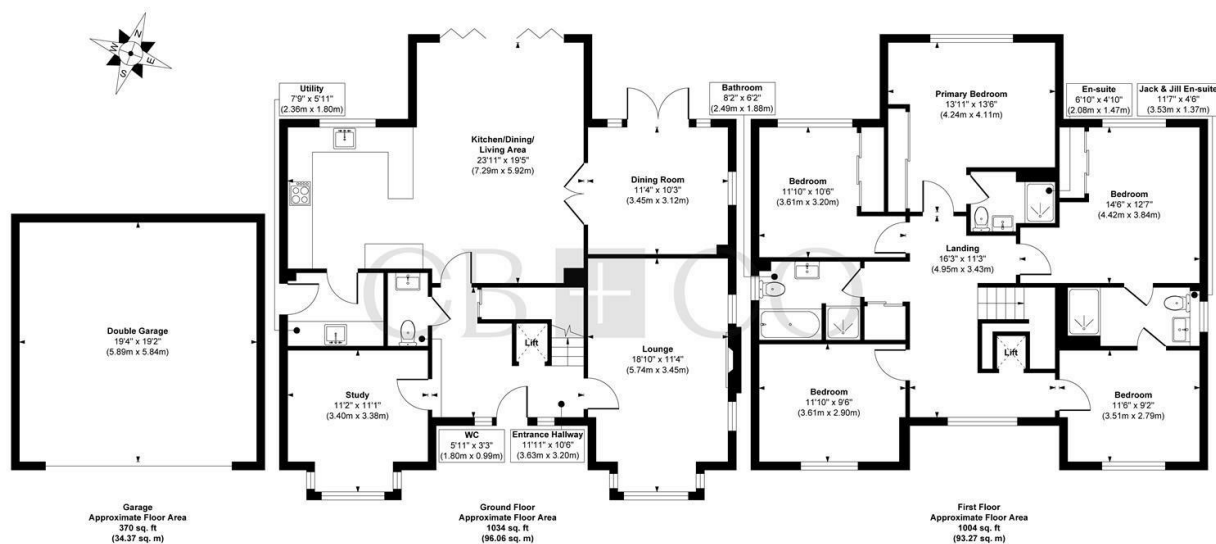 N
W
E
S
Utility
7'9" x 5'11"
(2.36m x 1.80m)
Kitchen/Dining/
Living Area
23'11" x 19'5"
(7.29m x 5.92m)
Dining Room
11'4" x 10'3"
(3.45m x 3.12m)
Double Garage
19'4" x 19'2"
(5.89m x 5.84m)
Study
11'2" x 11'1"
(3.40m x 3.38m)
Lift
Lounge
18'10" x 11'4"
(5.74m x 3.45m)
WC
5'11" x 3'3"
(1.80m x 0.99m)
Entrance Hallway
11'11" x 10'6"
(3.63m x 3.20m)
Bathroom
8'2" x 6'2"
(2.49m x 1.88m)
Primary Bedroom
13'11" x 13'6"
(4.24m x 4.11m)
En-suite
6'10" x 4'10"
(2.08m x 1.47m)
Jack & Jill En-suite
11'7" x 4'6"
(3.53m x 1.37m)
Bedroom
11'10" x 10'6"
(3.61m x 3.20m)
Bedroom
14'6" x 12'7"
(4.42m x 3.84m)
Landing
16'3" x 11'3"
(4.95m x 3.43m)
Lift
Bedroom
11'10" x 9'6"
(3.61m x 2.90m)
Bedroom
11'6" x 9'2"
(3.51m x 2.79m)
CB + CO
Garage
Approximate Floor Area
370 sq. ft
(34.37 sq. m)
Ground Floor
Approximate Floor Area
1034 sq. ft
(96.06 sq. m)
First Floor
Approximate Floor Area
1004 sq. ft
(93.27 sq. m)